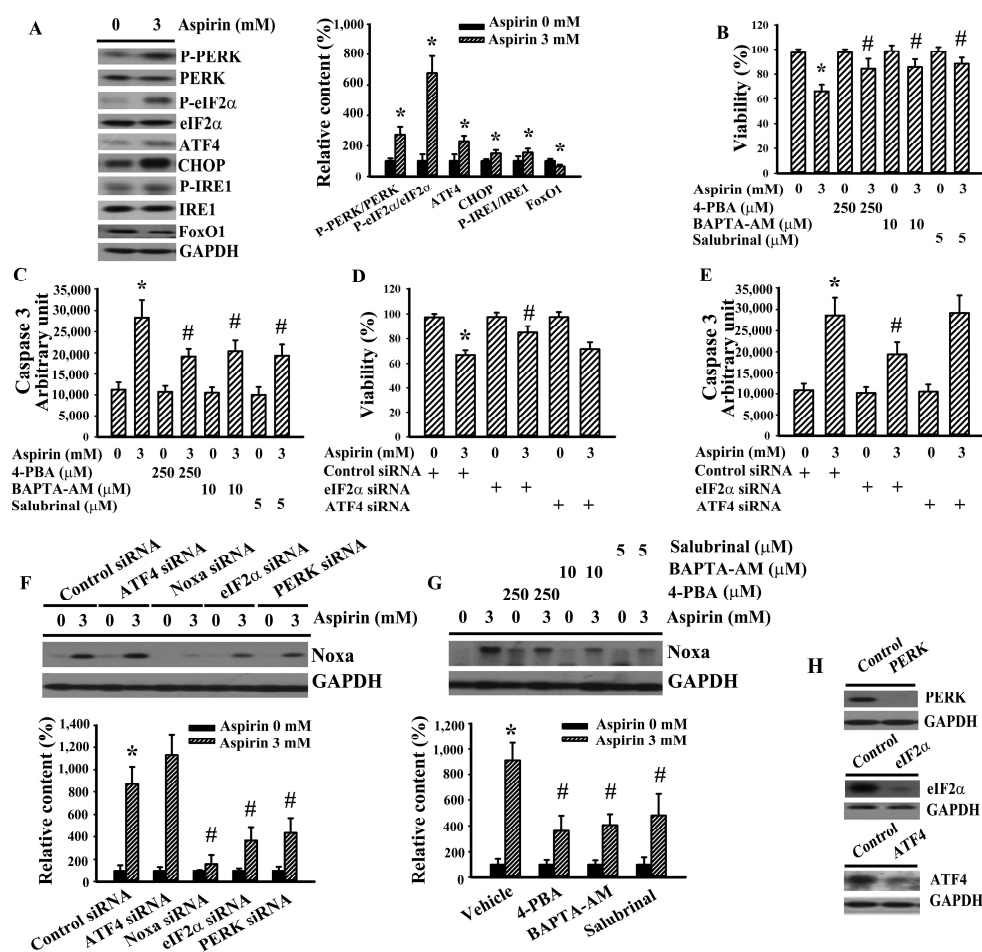 A
0 3 Aspirin (mM)
P-PERK
PERK
P-eIF2α
eIF2α
ATF4
CHOP
P-IRE1
IRE1
FoxO1
GAPDH
Relative content (%)
1,000
800
600
400
200
0
Aspirin 0 mM
Aspirin 3 mM
* * * * * *
P-PERK/PERK
P-eIF2α/eIF2α
ATF4
CHOP
P-IRE1/IRE1
FoxO1
B
Viability (%)
120
100
80
60
40
20
0
* # # #
Aspirin (mM) 0 3 0 3 0 3 0 3
4-PBA (µM) 250 250
BAPTA-AM (µM) 10 10
Salubrinal (µM) 5 5
C
Caspase 3
Arbitrary unit
35,000
30,000
25,000
20,000
15,000
10,000
5,000
0
* # # #
Aspirin (mM) 0 3 0 3 0 3 0 3
4-PBA (µM) 250 250
BAPTA-AM (µM) 10 10
Salubrinal (µM) 5 5
D
Viability (%)
120
100
80
60
40
20
0
* #
Aspirin (mM) 0 3 0 3 0 3
Control siRNA + +
eIF2α siRNA + +
ATF4 siRNA + +
E
Caspase 3
Arbitrary unit
35,000
30,000
25,000
20,000
15,000
10,000
5,000
0
* #
Aspirin (mM) 0 3 0 3 0 3
Control siRNA + +
eIF2α siRNA + +
ATF4 siRNA + +
F
Control siRNA
ATF4 siRNA
Noxa siRNA
eIF2α siRNA
PERK siRNA
0 3 0 3 0 3 0 3 0 3 Aspirin (mM)
Noxa
GAPDH
Relative content (%)
1,400
1,200
1,000
800
600
400
200
0
Aspirin 0 mM
Aspirin 3 mM
* # # #
Control siRNA
ATF4 siRNA
Noxa siRNA
eIF2α siRNA
PERK siRNA
G
5 5 Salubrinal (µM)
10 10 BAPTA-AM (µM)
250 250 4-PBA (µM)
0 3 0 3 0 3 0 3 Aspirin (mM)
Noxa
GAPDH
Relative content (%)
1,200
1,000
800
600
400
200
0
Aspirin 0 mM
Aspirin 3 mM
* # # #
Vehicle
4-PBA
BAPTA-AM
Salubrinal
H
Control PERK
PERK
GAPDH
Control eIF2α
eIF2α
GAPDH
Control ATF4
ATF4
GAPDH